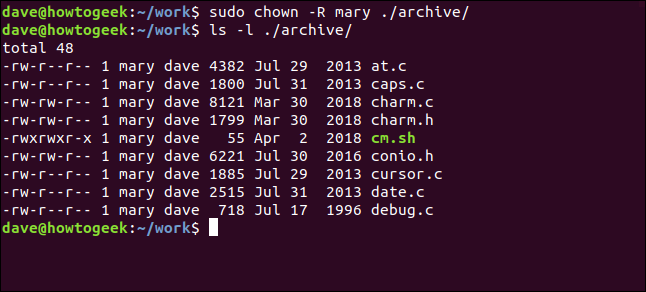 dave@howtogeek:~/work$ sudo chown -R mary ./archive/
dave@howtogeek:~/work$ ls -l ./archive/
total 48
-rw-r--r-- 1 mary dave 4382 Jul 29  2013 at.c
-rw-r--r-- 1 mary dave 1800 Jul 31  2013 caps.c
-rw-rw-r-- 1 mary dave 8121 Mar 30  2018 charm.c
-rw-rw-r-- 1 mary dave 1799 Mar 30  2018 charm.h
-rwxrwxr-x 1 mary dave   55 Apr  2  2018 cm.sh
-rw-rw-r-- 1 mary dave 6221 Jul 30  2016 conio.h
-rw-r--r-- 1 mary dave 1885 Jul 29  2013 cursor.c
-rw-r--r-- 1 mary dave 2515 Jul 31  2013 date.c
-rw-r--r-- 1 mary dave  718 Jul 17  1996 debug.c
dave@howtogeek:~/work$